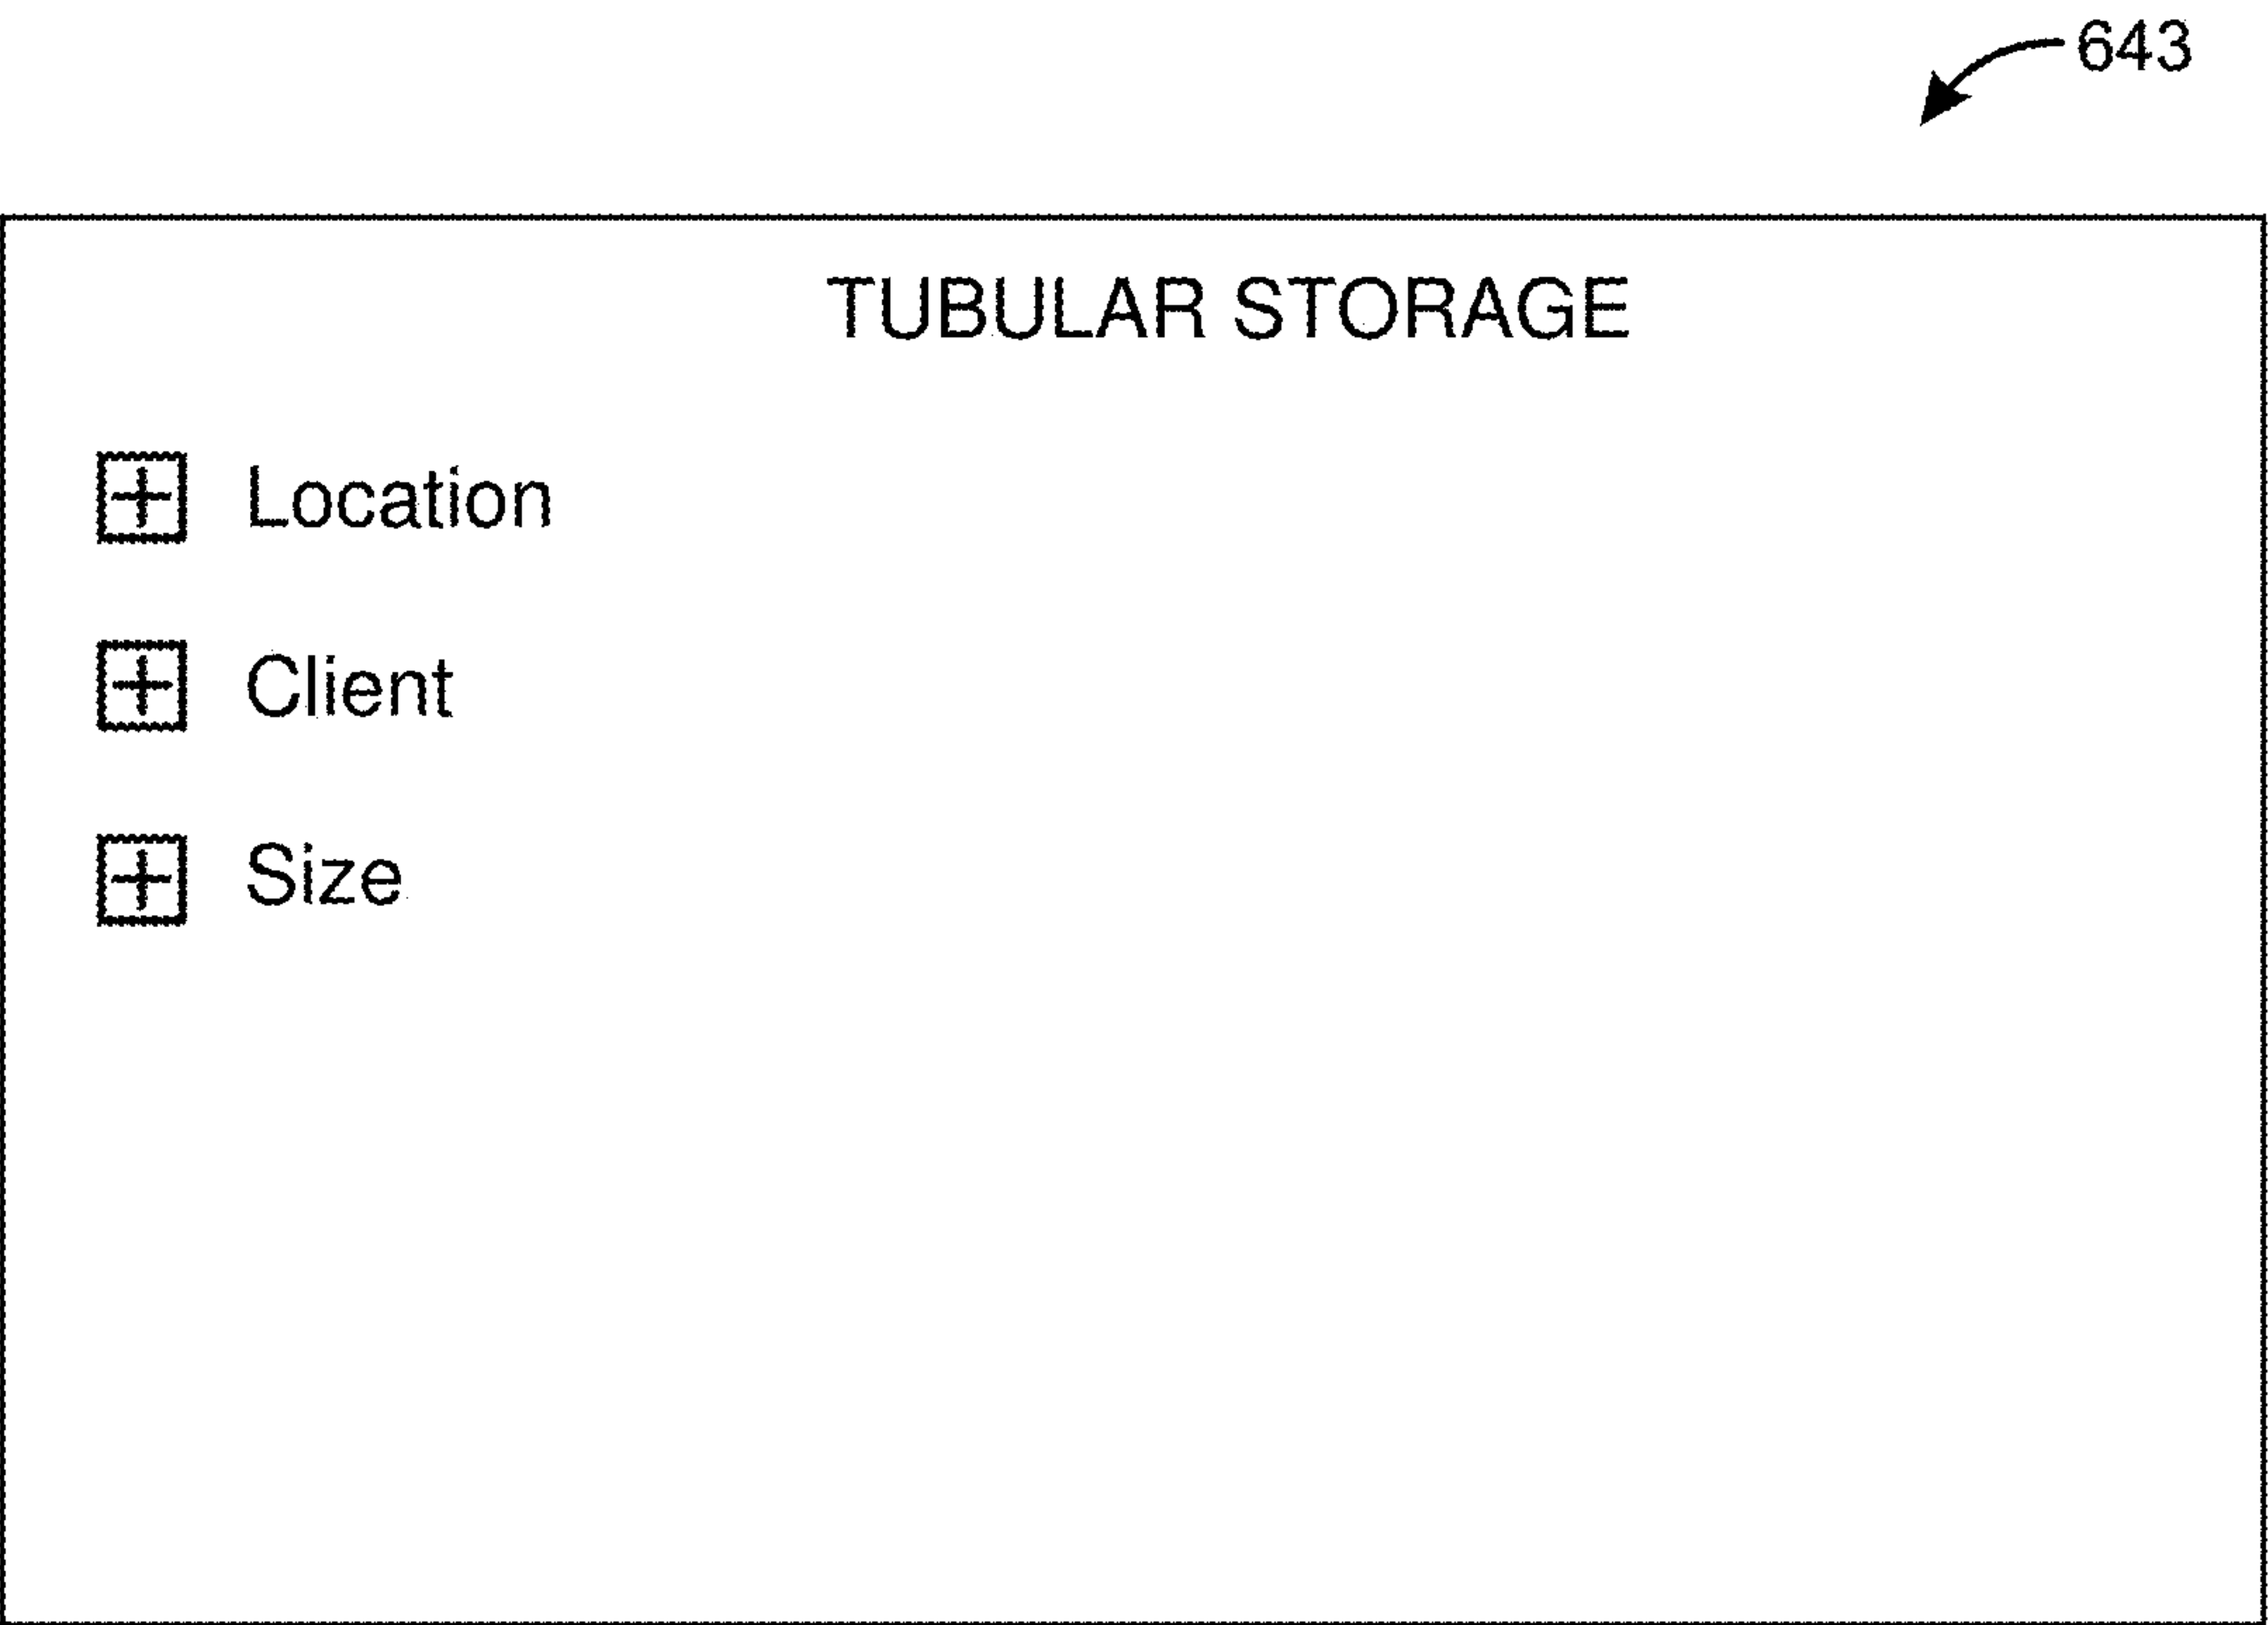 643
TUBULAR STORAGE
Location
Client
Size